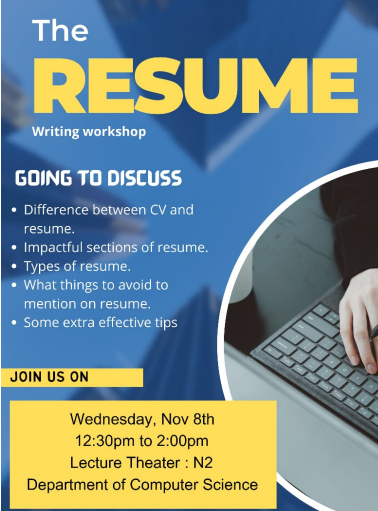 The
RESUME
Writing workshop
GOING TO DISCUSS
• Difference between CV and
resume.
• Impactful sections of resume.
• Types of resume.
• What things to avoid to
mention on resume.
• Some extra effective tips
JOIN US ON
Wednesday, Nov 8th
12:30pm to 2:00pm
Lecture Theater : N2
Department of Computer Science